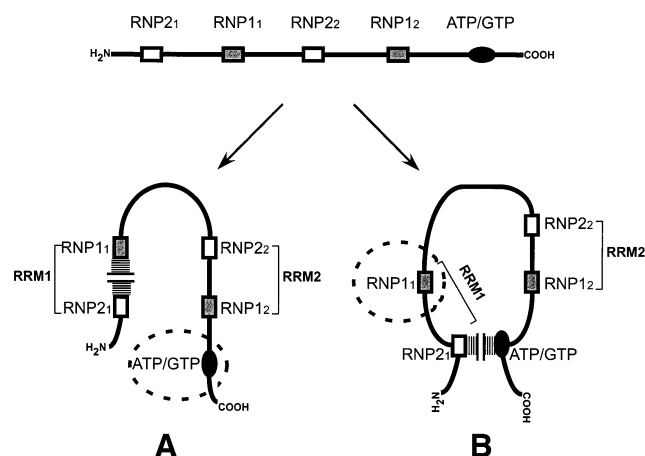 RNP21 RNP11 RNP22 RNP12 ATP/GTP
H2N COOH
RNP11 RNP22
RRM1 RRM2
RNP21 RNP12
H2N ATP/GTP
COOH
A
RNP22
RRM2
RNP11 RRM1 RNP12
RNP21 ATP/GTP
H2N COOH
B